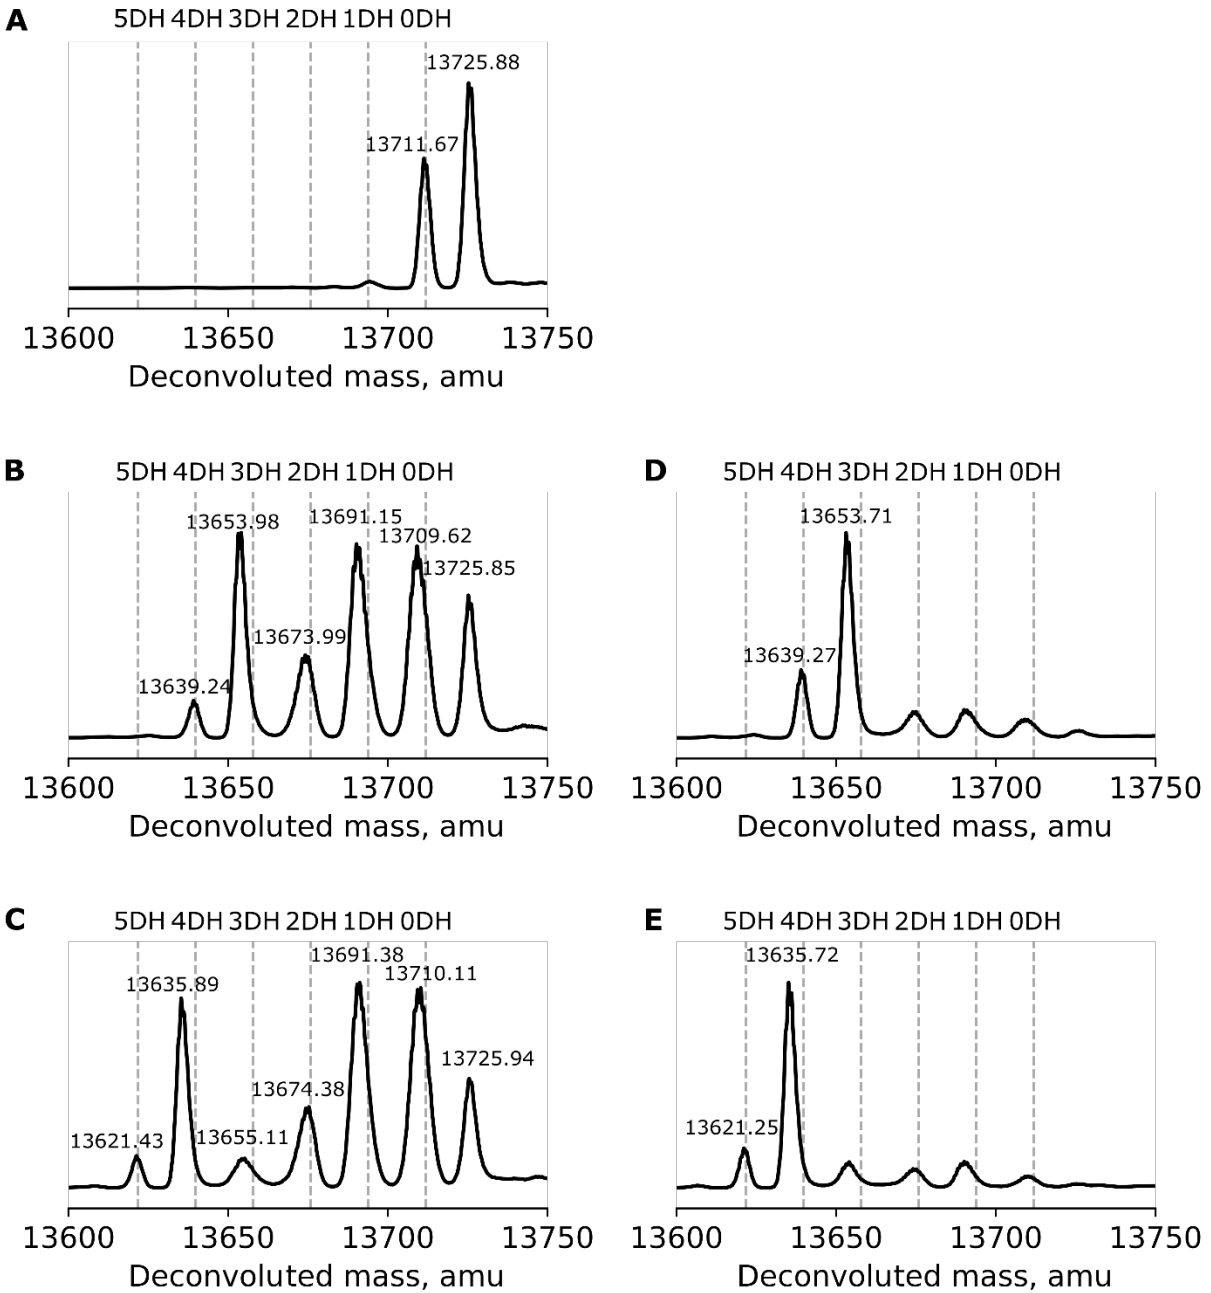 A
5DH 4DH 3DH 2DH 1DH 0DH
13725.88
13711.67
13600 13650 13700 13750
Deconvoluted mass, amu
B
5DH 4DH 3DH 2DH 1DH 0DH
13653.98
13691.15
13709.62
13725.85
13673.99
13639.24
13600 13650 13700 13750
Deconvoluted mass, amu
D
5DH 4DH 3DH 2DH 1DH 0DH
13653.71
13639.27
13600 13650 13700 13750
Deconvoluted mass, amu
C
5DH 4DH 3DH 2DH 1DH 0DH
13691.38
13710.11
13635.89
13725.94
13674.38
13621.43
13655.11
13600 13650 13700 13750
Deconvoluted mass, amu
E
5DH 4DH 3DH 2DH 1DH 0DH
13635.72
13621.25
13600 13650 13700 13750
Deconvoluted mass, amu